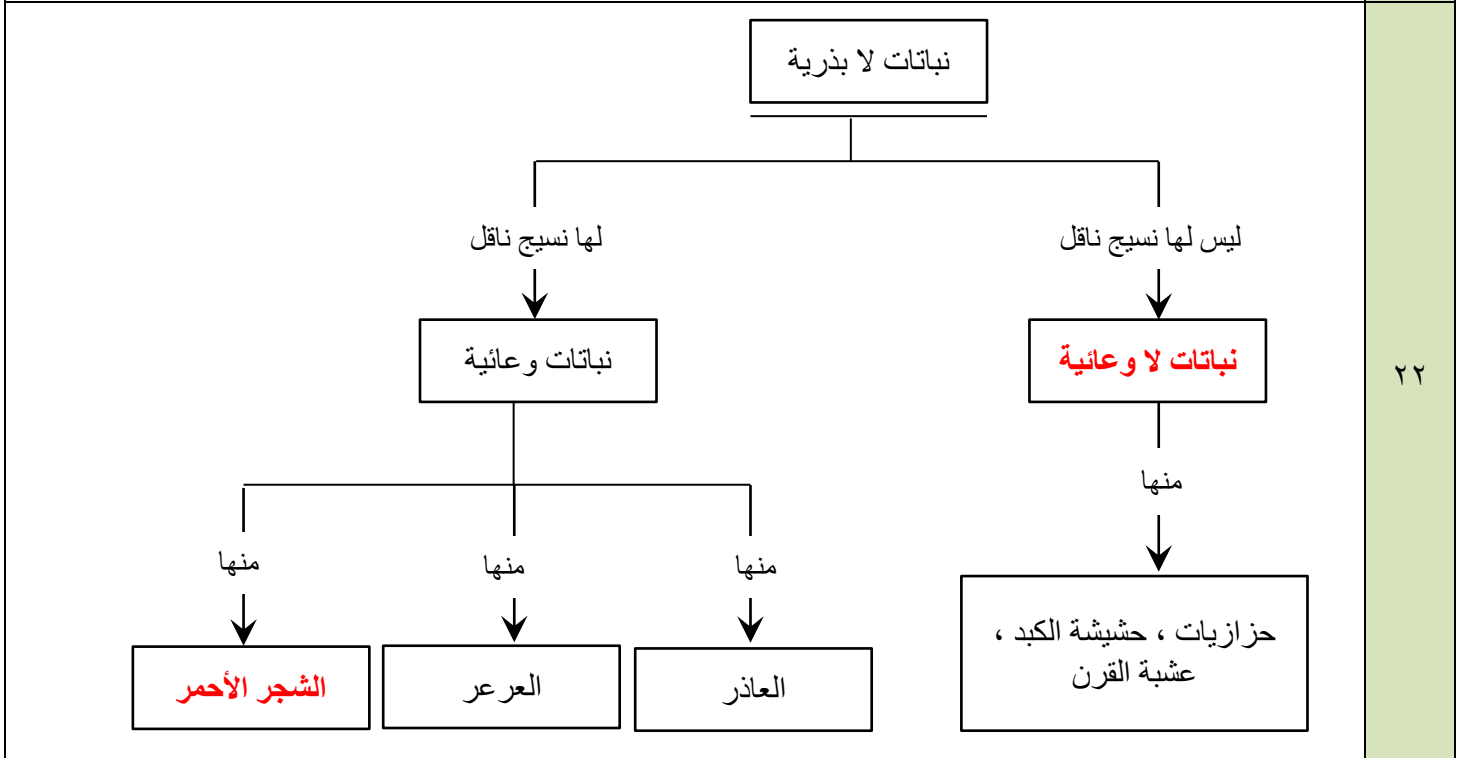 ٢٢
نباتات لا بذرية
ليس لها نسيج ناقل
لها نسيج ناقل
نباتات لا وعائية
نباتات وعائية
منها
منها
منها
منها
حزازيات ، حشيشة الكبد ،
عشبة القرن
العاذر
العرعر
الشجر الأحمر